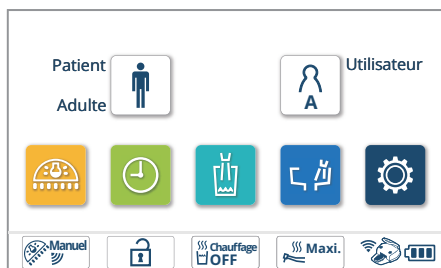 Patient
Utilisateur
Adulte
A
Manuel
Chauffage
OFF
Maxi.